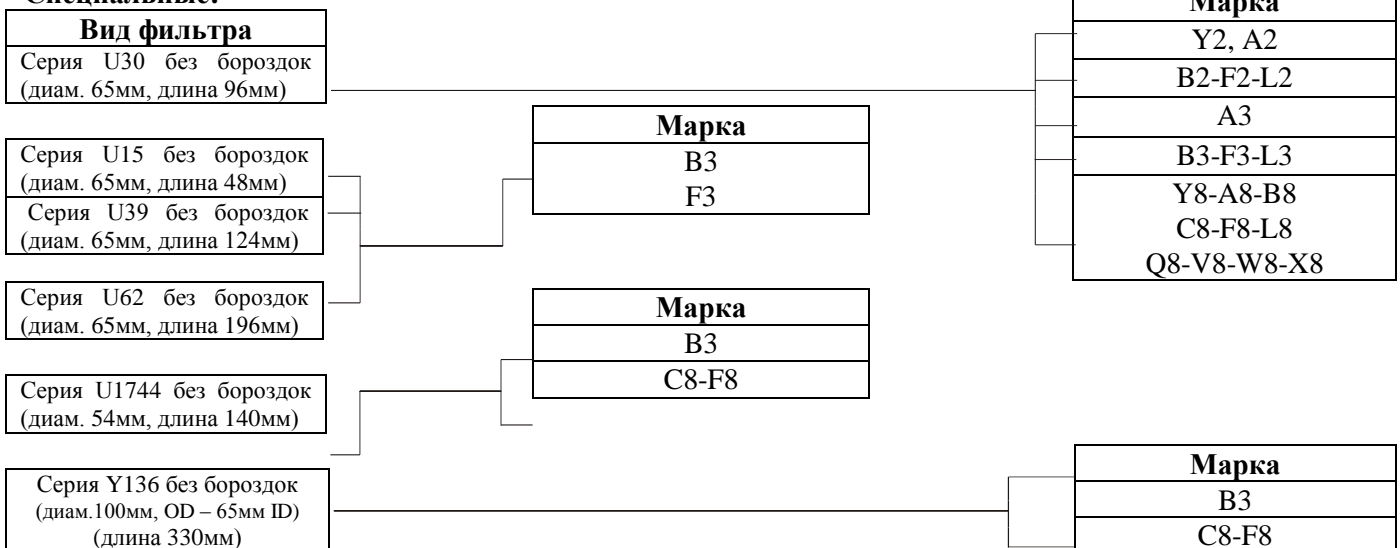 Специальные:
Вид фильтра
Серия U30 без бороздок
(диам. 65мм, длина 96мм)
Серия U15 без бороздок
(диам. 65мм, длина 48мм)
Серия U39 без бороздок
(диам. 65мм, длина 124мм)
Серия U62 без бороздок
(диам. 65мм, длина 196мм)
Серия U1744 без бороздок
(диам. 54мм, длина 140мм)
Серия Y136 без бороздок
(диам.100мм, OD – 65мм ID)
(длина 330мм)
Марка
B3
F3
Марка
B3
C8-F8
Марка
Y2, A2
B2-F2-L2
A3
B3-F3-L3
Y8-A8-B8
C8-F8-L8
Q8-V8-W8-X8
Марка
B3
C8-F8